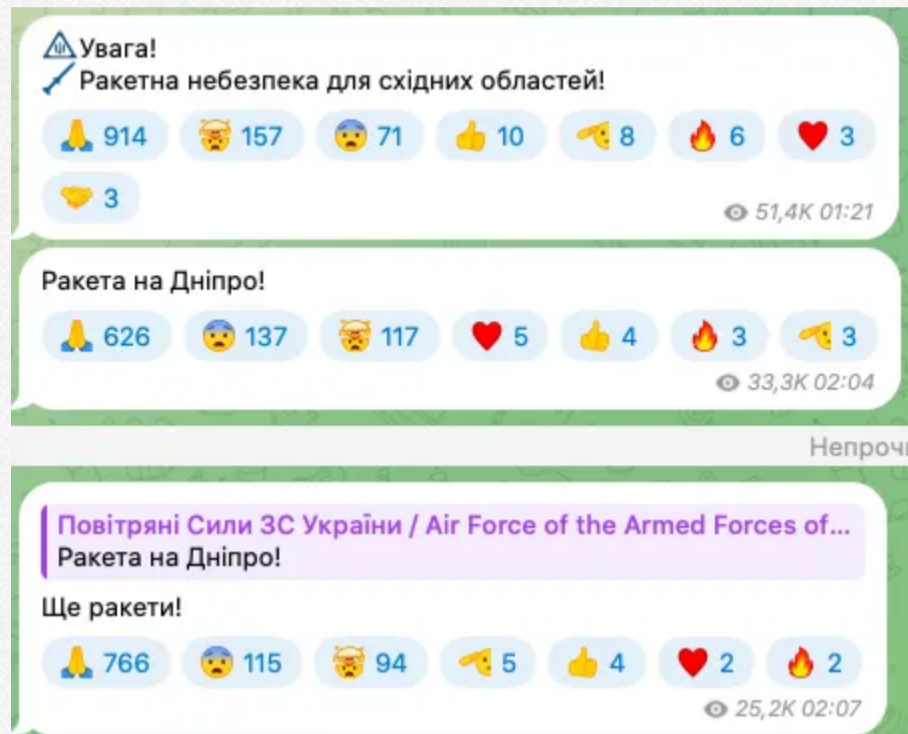 Увага!
Ракетна небезпека для східних областей!
914 157 71 10 8 6 3
3
51,4K 01:21
Ракета на Дніпро!
626 137 117 5 4 3 3
33,3K 02:04
Повітряні Сили ЗС України / Air Force of the Armed Forces of...
Ракета на Дніпро!
Ще ракети!
766 115 94 5 4 2 2
25,2K 02:07